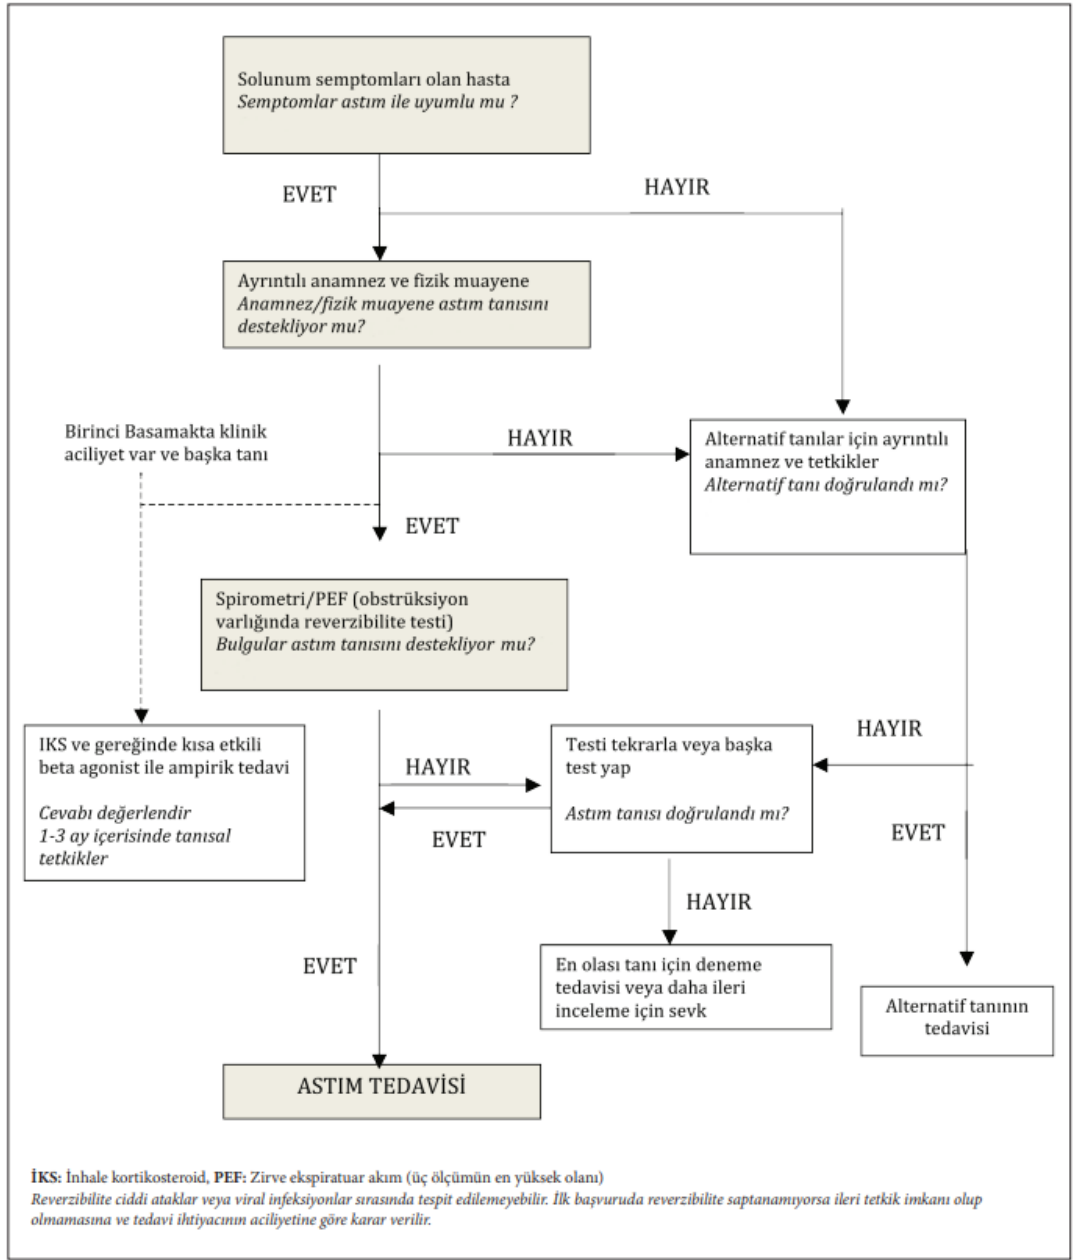 Solunum semptomları olan hasta
Semptomlar astım ile uyumlu mu ?
EVET
HAYIR
Ayrıntılı anamnez ve fizik muayene
Anamnez/fizik muayene astım tanısını
destekliyor mu?
Birinci Basamakta klinik
aciliyet var ve başka tanı
HAYIR
Alternatif tanılar için ayrıntılı
anamnez ve tetkikler
Alternatif tanı doğrulandı mı?
EVET
Spirometri/PEF (obstrüksiyon
varlığında reverzibilite testi)
Bulgular astım tanısını destekliyor mu?
IKS ve gereğinde kısa etkili
beta agonist ile ampirik tedavi
Cevabı değerlendir
1-3 ay içerisinde tanısal
tetkikler
HAYIR
EVET
Testi tekrarla veya başka
test yap
Astım tanısı doğrulandı mı?
HAYIR
EVET
HAYIR
EVET
En olası tanı için deneme
tedavisi veya daha ileri
inceleme için sevk
Alternatif tanının
tedavisi
ASTIM TEDAVİSİ
İKS: İnhale kortikosteroid, PEF: Zirve ekspiratuar akım (üç ölçümün en yüksek olanı)
Reverzibilite ciddi ataklar veya viral infeksiyonlar sırasında tespit edilemeyebilir. İlk başvuruda reverzibilite saptanamıyorsa ileri tetkik imkanı olup
olmamasına ve tedavi ihtiyacının aciliyetine göre karar verilir.